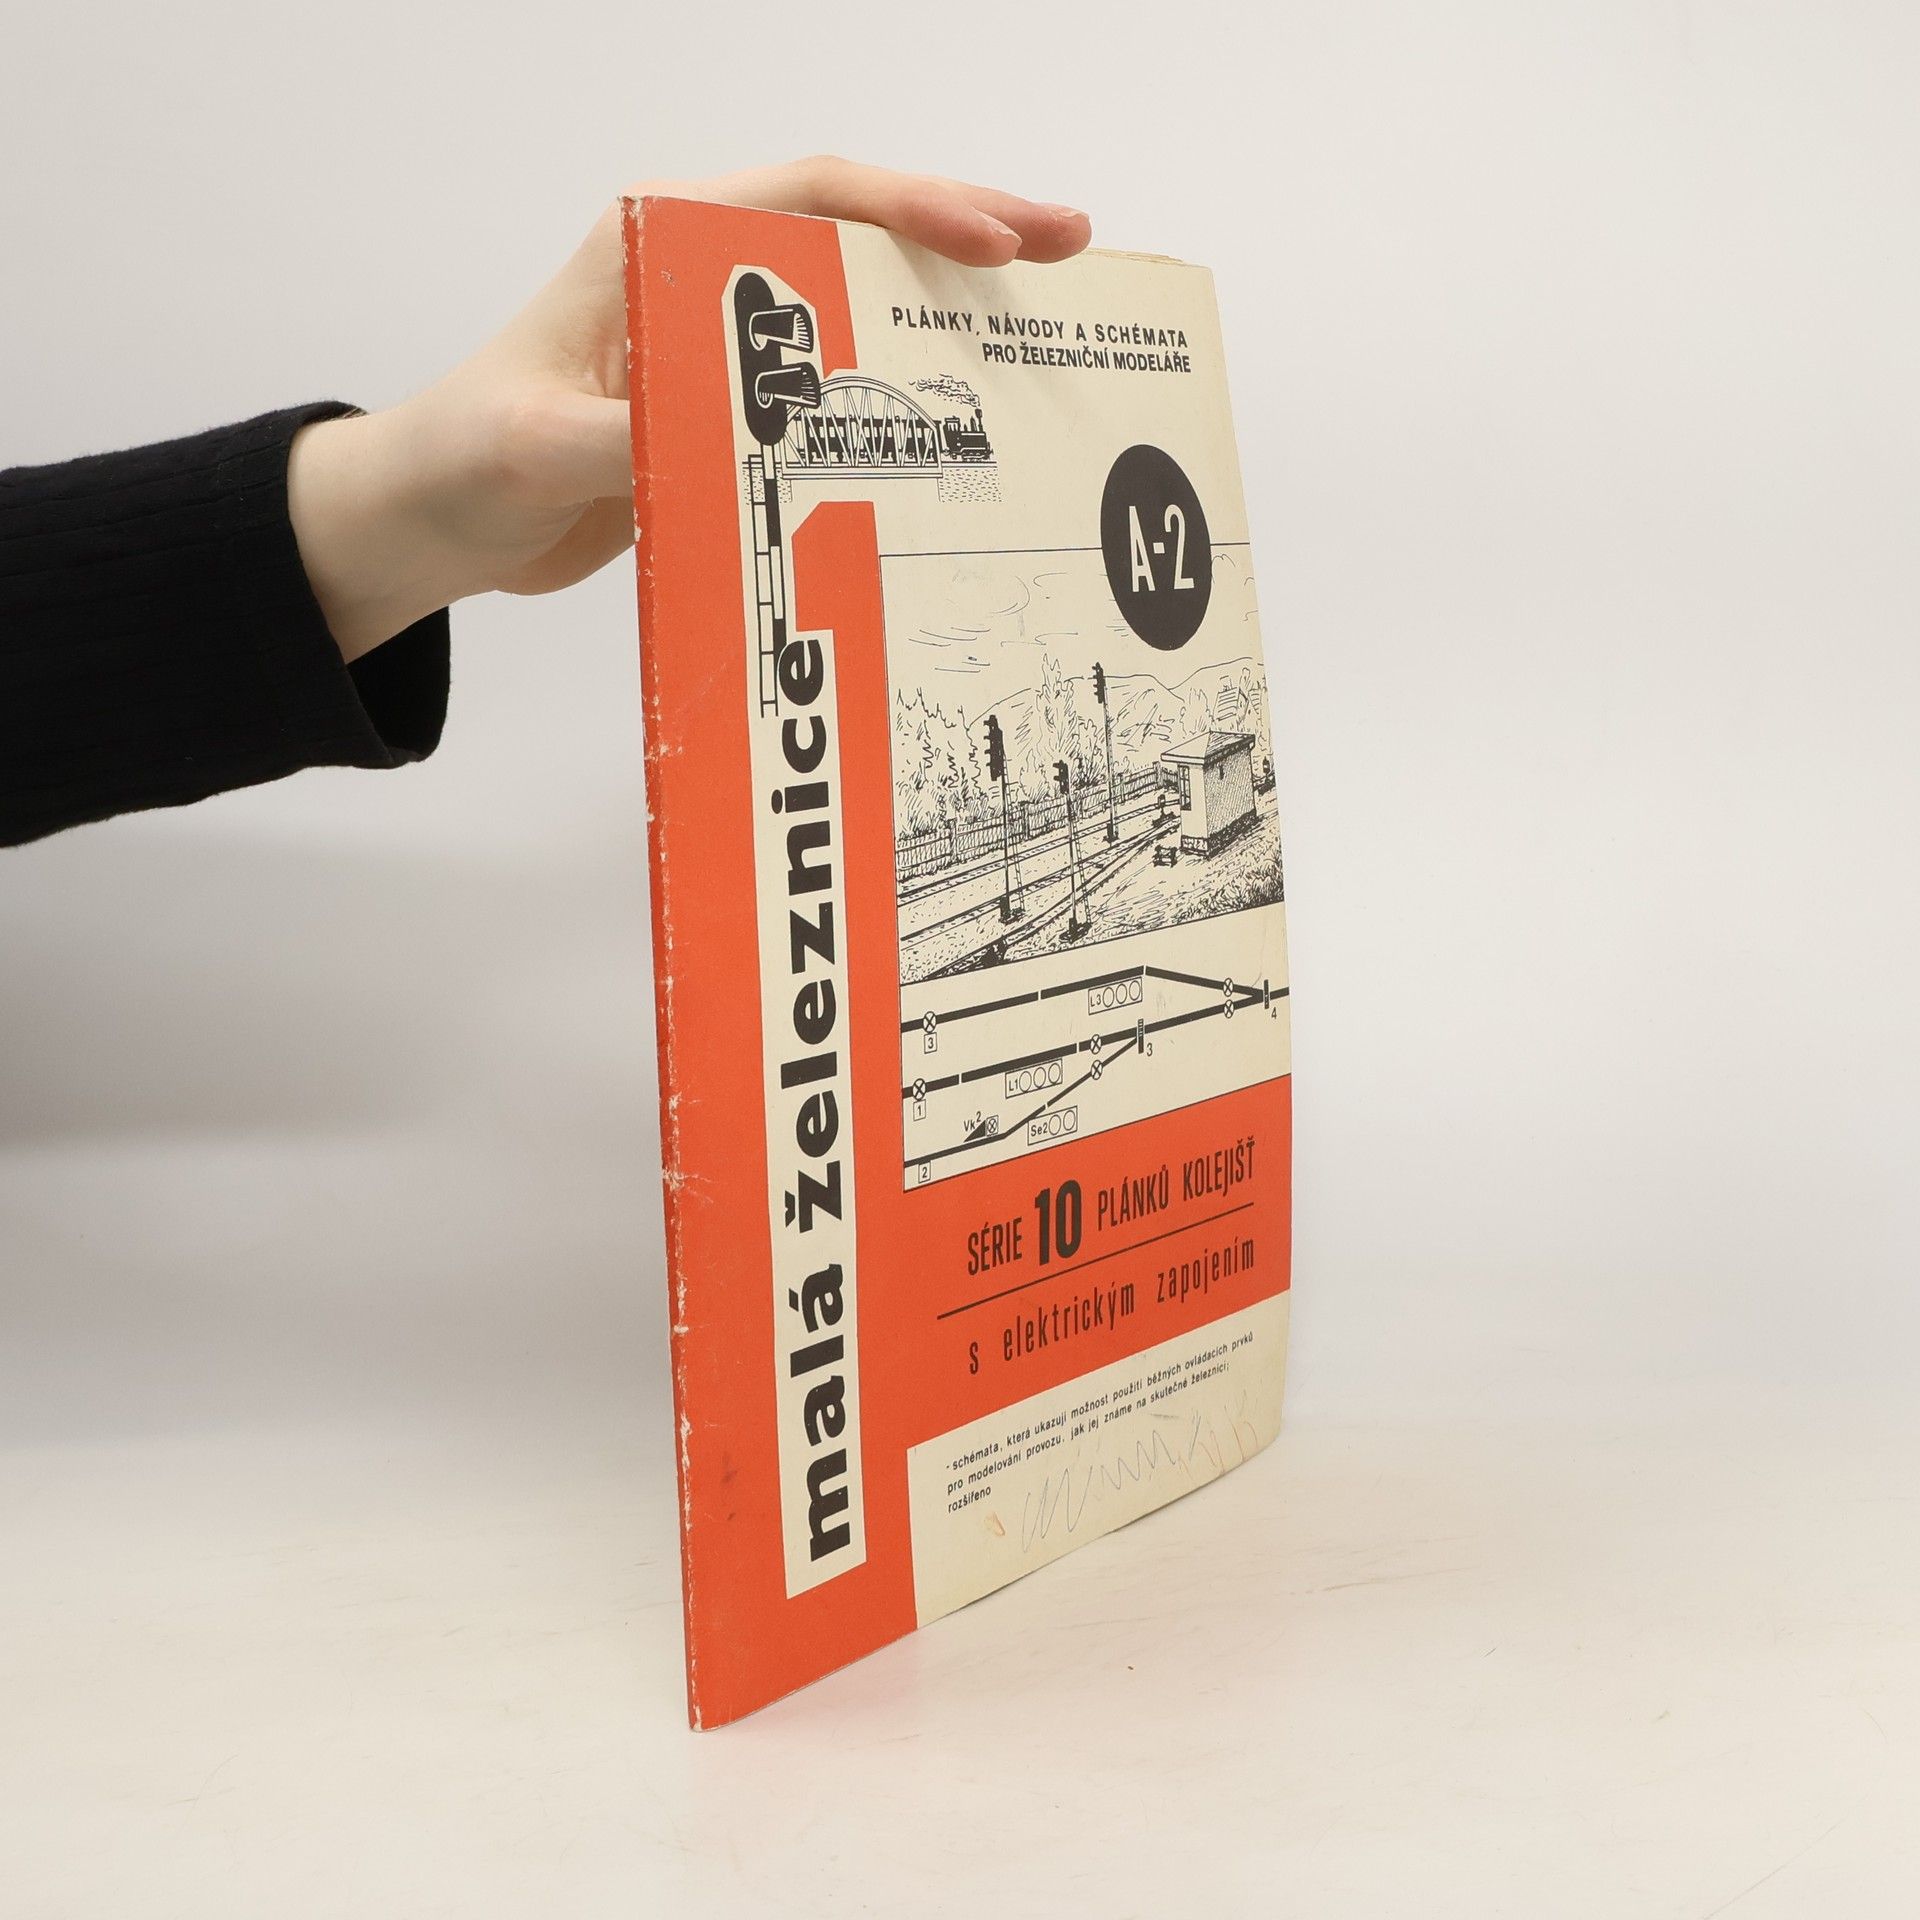 PLÁNKY, NÁVODY A SCHÉMATA
PRO ŽELEZNIČNÍ MODELÁŘE
A-2
malá železnice
L3
3
4
L1
3
1
Vk2
Se2
2
SÉRIE 10 PLÁNKŮ KOLEJIŠŤ
s elektrickým zapojením
- schémata, která ukazují možnost použití běžných ovládacích prvků
pro modelování provozu, jak jej známe na skutečné železnici;
rozšířeno